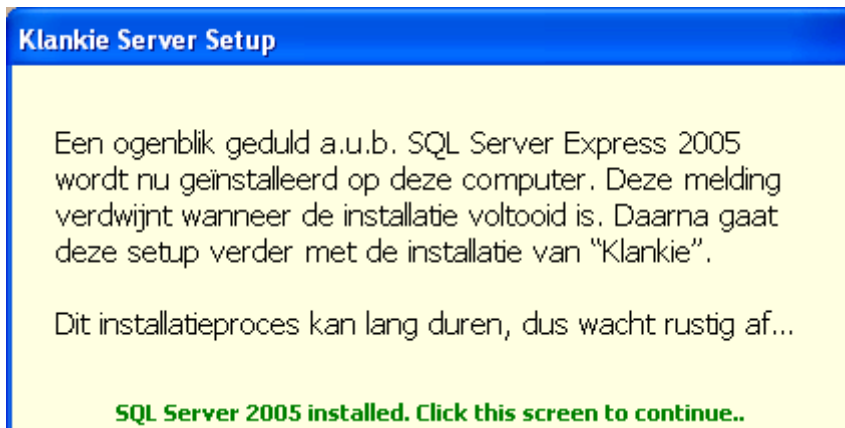 Klankie Server Setup
Een ogenblik geduld a.u.b. SQL Server Express 2005
wordt nu geïnstalleerd op deze computer. Deze melding
verdwijnt wanneer de installatie voltooid is. Daarna gaat
deze setup verder met de installatie van “Klankie”.
Dit installatieproces kan lang duren, dus wacht rustig af...
SQL Server 2005 installed. Click this screen to continue..